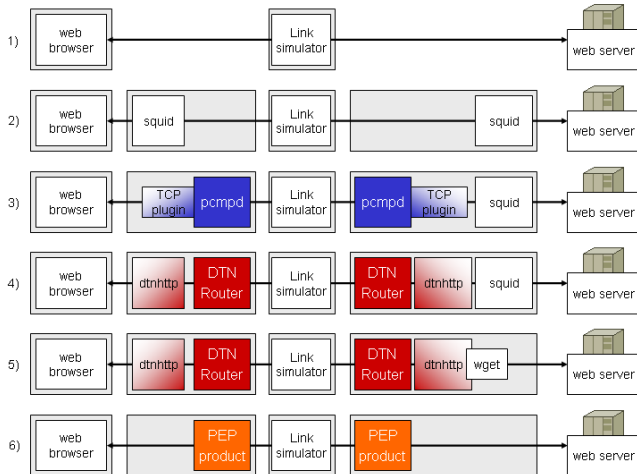 1)
web
browser
Link
simulator
web server
2)
web
browser
squid
Link
simulator
squid
web server
3)
web
browser
TCP
plugin
pcmpd
Link
simulator
pcmpd
TCP
plugin
squid
web server
4)
web
browser
dtnhttp
DTN
Router
Link
simulator
DTN
Router
dtnhttp
squid
web server
5)
web
browser
dtnhttp
DTN
Router
Link
simulator
DTN
Router
dtnhttp
wget
web server
6)
web
browser
PEP
product
Link
simulator
PEP
product
web server